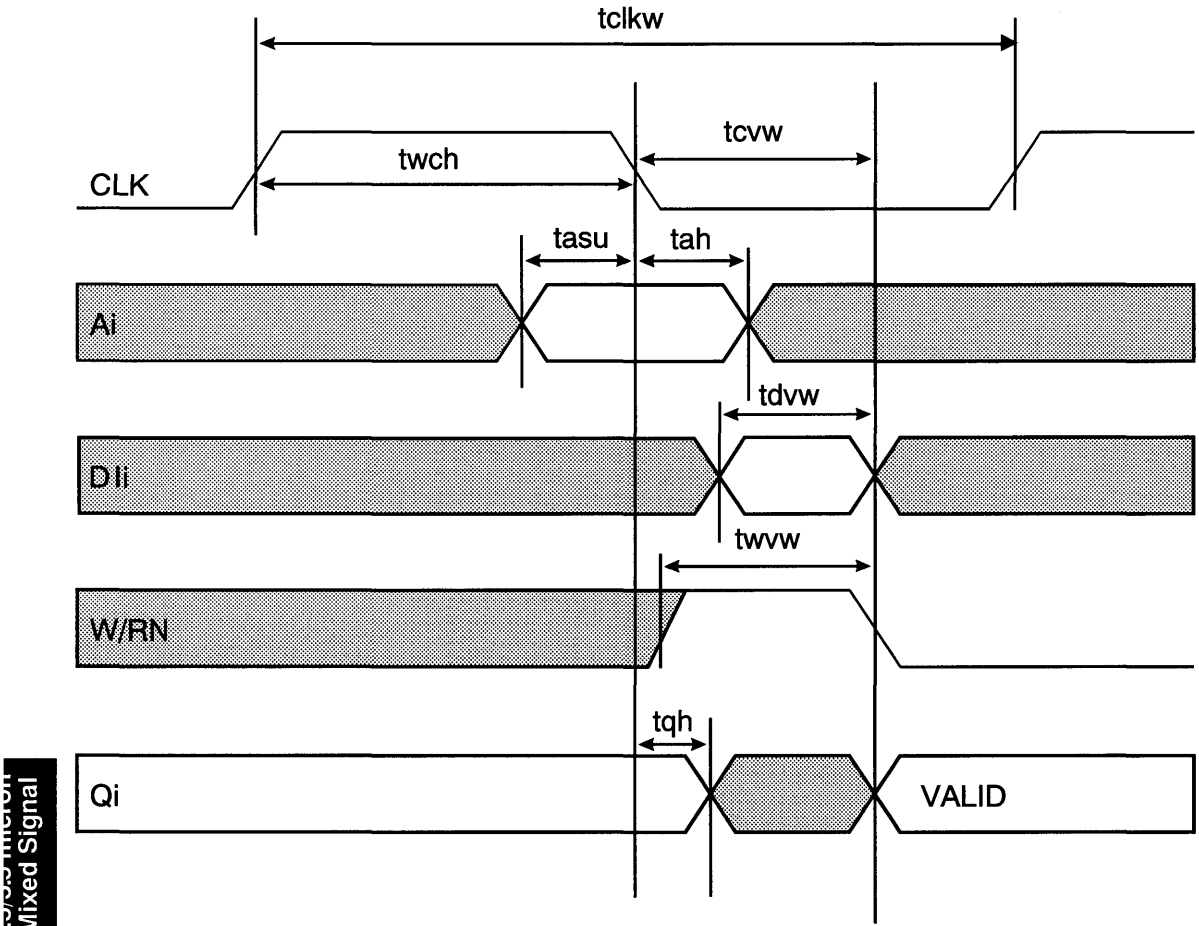 tclkw
tcvw
twch
CLK
tasu
tah
Ai
tdvw
DIi
twvw
W/RN
tqh
Qi
VALID
Mixed Signal